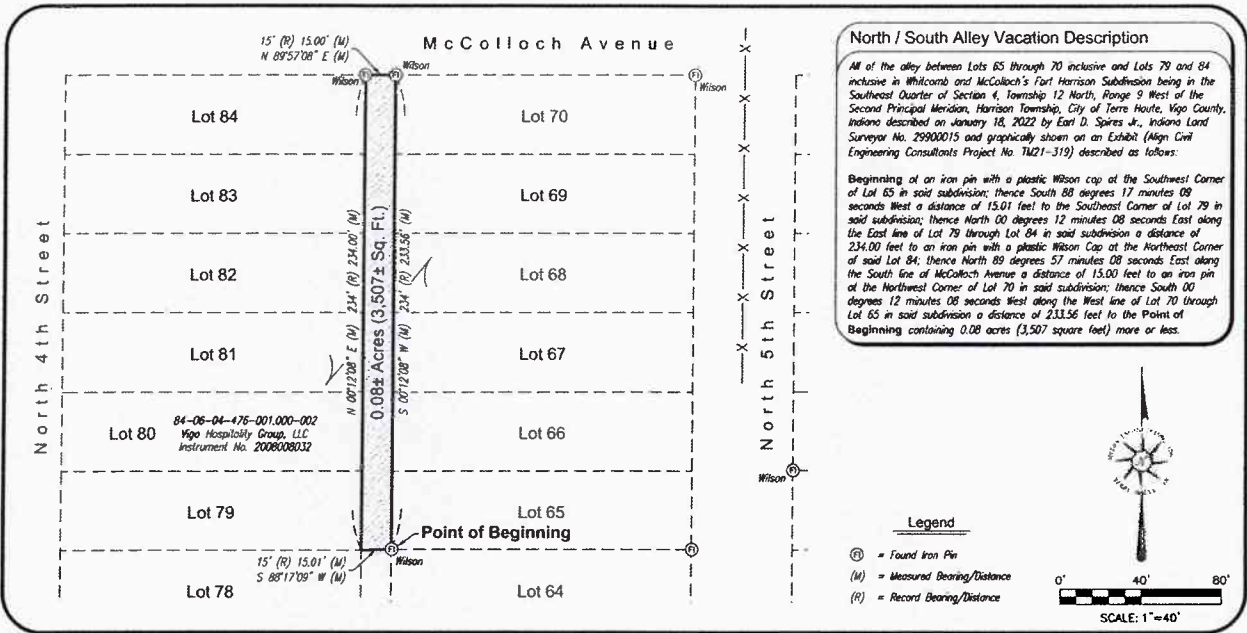 15' (R) 15.00' (M)
N 89°57'08" E (M)
McColloch Avenue
Wilson
Wilson
Wilson
Lot 84
Lot 70
Lot 83
Lot 69
Lot 82
Lot 68
Lot 81
Lot 67
Lot 80
84-06-04-476-001.000-002
Vigo Hospitality Group, LLC
Instrument No. 2008008032
Lot 66
Lot 79
Lot 65
Lot 78
Lot 64
North 4th Street
N 00°12'08" E (M) 234' (R) 234.00' (M)
0.08± Acres (3,507± Sq. Ft.)
S 00°12'08" W (M) 234' (R) 233.56' (M)
North 5th Street
Wilson
Point of Beginning
Wilson
15' (R) 15.01' (M)
S 88°17'09" W (M)
North / South Alley Vacation Description
All of the alley between Lots 65 through 70 inclusive and Lots 79 and 84
inclusive in Whitcomb and McColloch's Fort Harrison Subdivision being in the
Southeast Quarter of Section 4, Township 12 North, Range 9 West of the
Second Principal Meridian, Harrison Township, City of Terre Haute, Vigo County,
Indiana described on January 18, 2022 by Earl D. Spires Jr., Indiana Land
Surveyor No. 29900015 and graphically shown on an Exhibit (Align Civil
Engineering Consultants Project No. TM21-319) described as follows:
Beginning at an iron pin with a plastic Wilson cap at the Southwest Corner
of Lot 65 in said subdivision; thence South 88 degrees 17 minutes 09
seconds West a distance of 15.01 feet to the Southeast Corner of Lot 79 in
said subdivision; thence North 00 degrees 12 minutes 08 seconds East along
the East line of Lot 79 through Lot 84 in said subdivision a distance of
234.00 feet to an iron pin with a plastic Wilson Cap at the Northeast Corner
of said Lot 84; thence North 89 degrees 57 minutes 08 seconds East along
the South line of McColloch Avenue a distance of 15.00 feet to an iron pin
at the Northwest Corner of Lot 70 in said subdivision; thence South 00
degrees 12 minutes 08 seconds West along the West line of Lot 70 through
Lot 65 in said subdivision a distance of 233.56 feet to the Point of
Beginning containing 0.08 acres (3,507 square feet) more or less.
N
Legend
FI = Found Iron Pin
(M) = Measured Bearing/Distance
(R) = Record Bearing/Distance
0' 40' 80'
SCALE: 1"=40'